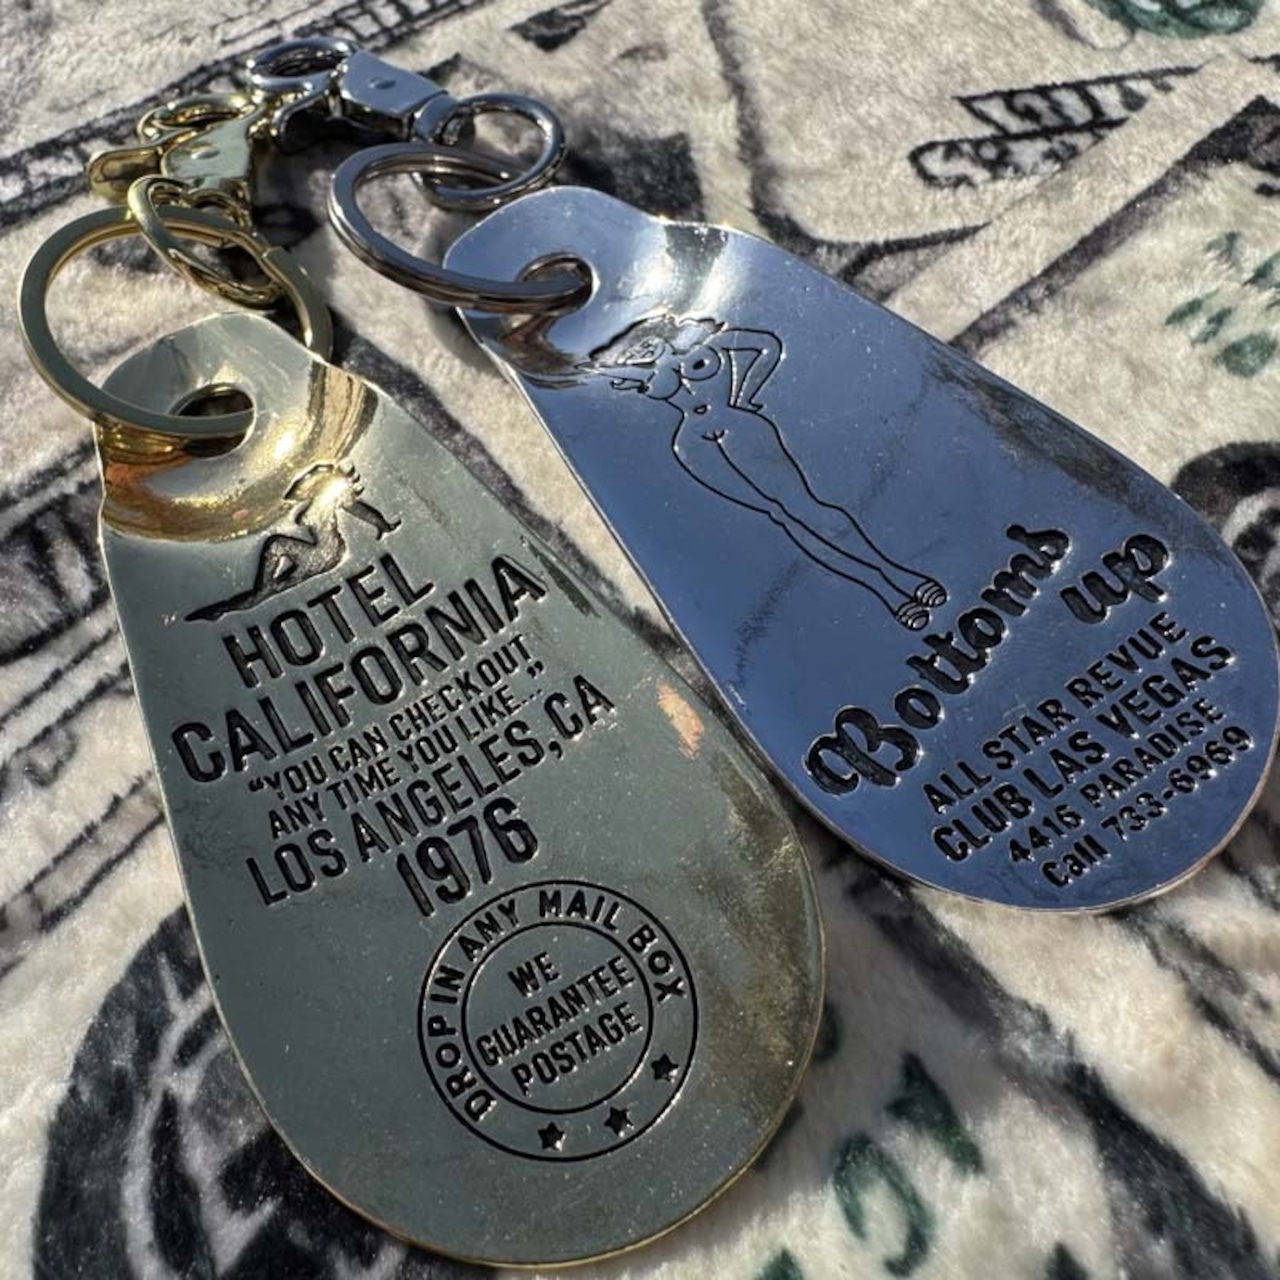 HOTEL
CALIFORNIA
"YOU CAN CHECKOUT,
ANY TIME YOU LIKE..."
LOS ANGELES, CA
1976
DROP IN ANY MAIL BOX
WE
GUARANTEE
POSTAGE
Bottoms
up
ALL STAR REVUE
CLUB LAS VEGAS
4416 PARADISE
Call 733-6969